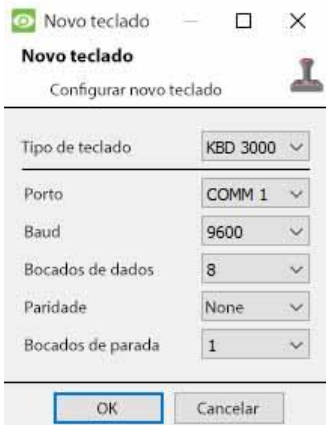 Novo teclado
Novo teclado
Configurar novo teclado
Tipo de teclado KBD 3000
Porto COMM 1
Baud 9600
Bocados de dados 8
Paridade None
Bocados de parada 1
OK Cancelar